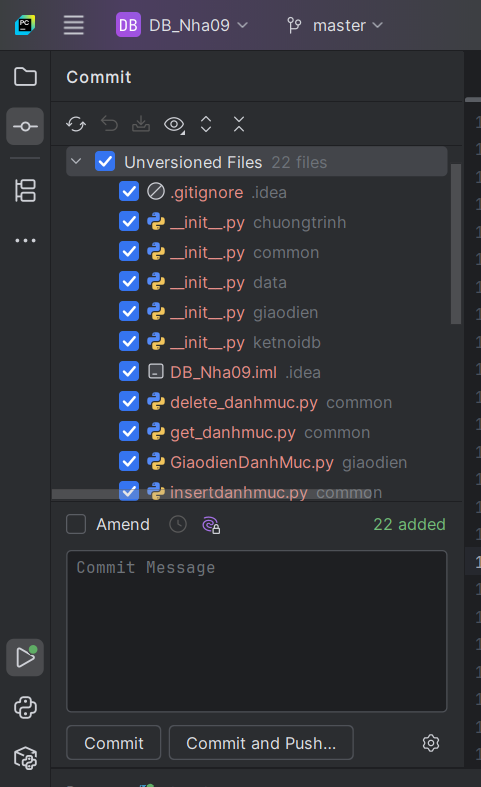 PC
DB DB_Nha09 master
Commit
Unversioned Files 22 files
.gitignore .idea
__init__.py chuongtrinh
__init__.py common
__init__.py data
__init__.py giaodien
__init__.py ketnoidb
DB_Nha09.iml .idea
delete_danhmuc.py common
get_danhmuc.py common
GiaodienDanhMuc.py giaodien
insertdanhmuc.py common
Amend 22 added
Commit Message
Commit Commit and Push...